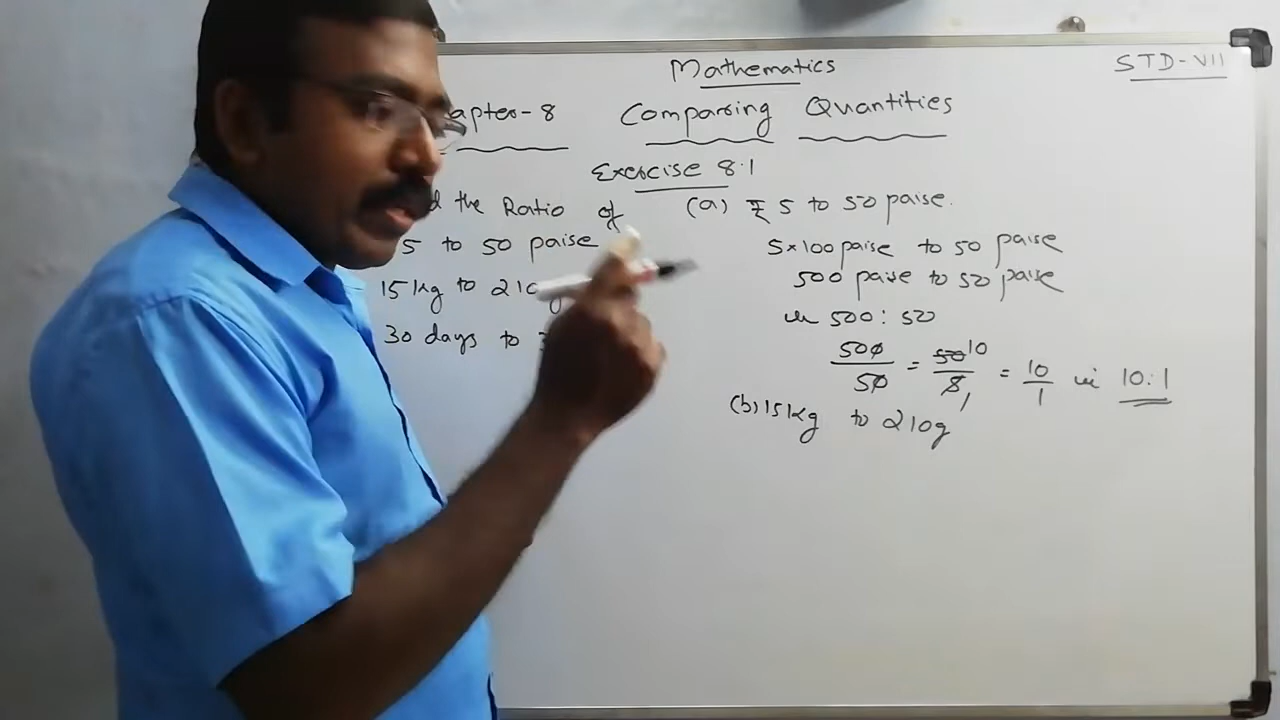 Mathematics
STD-VII
apter-8 Comparing Quantities
Exercise 8.1
d the Ratio of
5 to 50 paise
15 kg to 210g
30 days to
(a) ₹ 5 to 50 paise.
5×100 paise to 50 paise
500 paise to 50 paise
500 : 50
500/50 = 50/5 = 10/1 10:1
(b) 15 kg to 210g